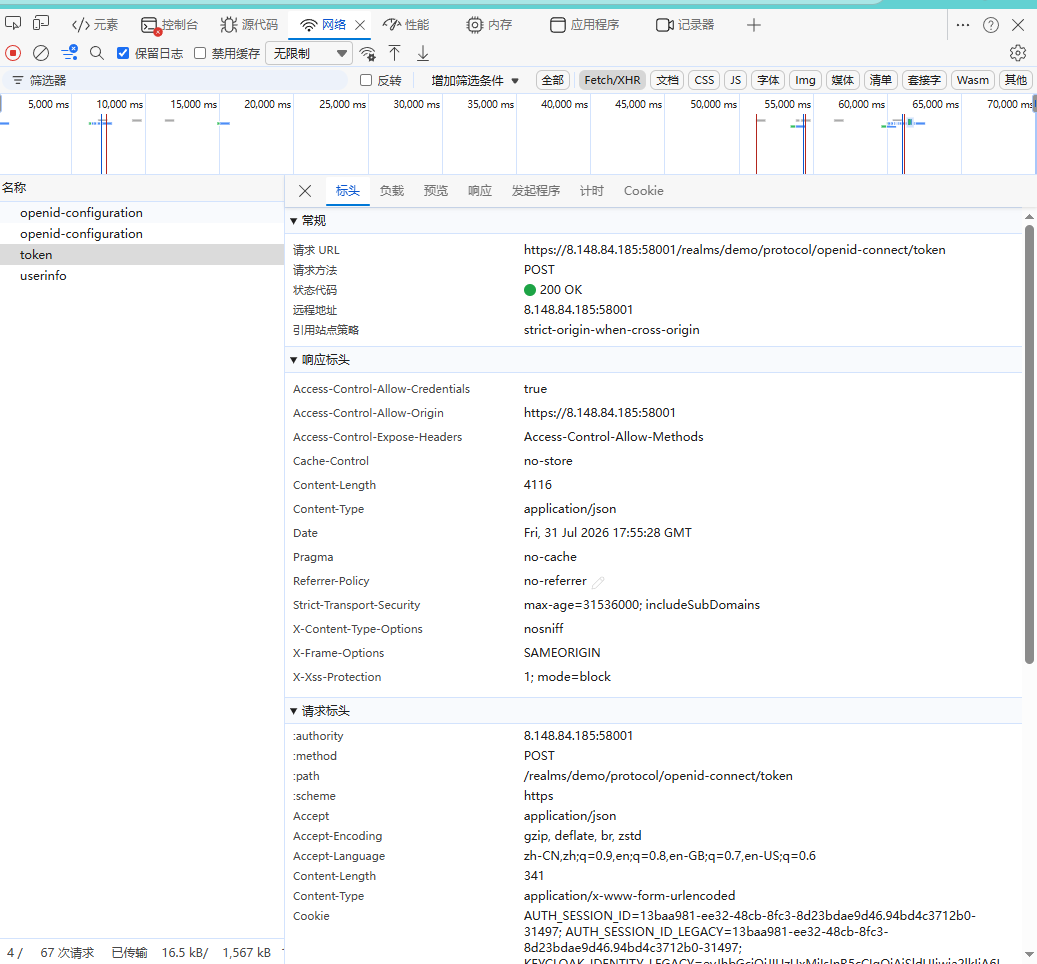 元素 控制台 源代码 网络 性能 内存 应用程序 记录器
保留日志 禁用缓存 无限制
筛选器 反转 增加筛选条件 全部 Fetch/XHR 文档 CSS JS 字体 Img 媒体 清单 套接字 Wasm 其他
5,000 ms 10,000 ms 15,000 ms 20,000 ms 25,000 ms 30,000 ms 35,000 ms 40,000 ms 45,000 ms 50,000 ms 55,000 ms 60,000 ms 65,000 ms 70,000 ms
名称
openid-configuration
openid-configuration
token
userinfo
标头 负载 预览 响应 发起程序 计时 Cookie
常规
请求 URL https://8.148.84.185:58001/realms/demo/protocol/openid-connect/token
请求方法 POST
状态代码 200 OK
远程地址 8.148.84.185:58001
引用站点策略 strict-origin-when-cross-origin
响应标头
Access-Control-Allow-Credentials true
Access-Control-Allow-Origin https://8.148.84.185:58001
Access-Control-Expose-Headers Access-Control-Allow-Methods
Cache-Control no-store
Content-Length 4116
Content-Type application/json
Date Fri, 31 Jul 2026 17:55:28 GMT
Pragma no-cache
Referrer-Policy no-referrer
Strict-Transport-Security max-age=31536000; includeSubDomains
X-Content-Type-Options nosniff
X-Frame-Options SAMEORIGIN
X-Xss-Protection 1; mode=block
请求标头
:authority 8.148.84.185:58001
:method POST
:path /realms/demo/protocol/openid-connect/token
:scheme https
Accept application/json
Accept-Encoding gzip, deflate, br, zstd
Accept-Language zh-CN,zh;q=0.9,en;q=0.8,en-GB;q=0.7,en-US;q=0.6
Content-Length 341
Content-Type application/x-www-form-urlencoded
Cookie AUTH_SESSION_ID=13baa981-ee32-48cb-8fc3-8d23bdae9d46.94bd4c3712b0-
31497; AUTH_SESSION_ID_LEGACY=13baa981-ee32-48cb-8fc3-
8d23bdae9d46.94bd4c3712b0-31497;
4 / 67 次请求 已传输 16.5 kB/ 1,567 kB